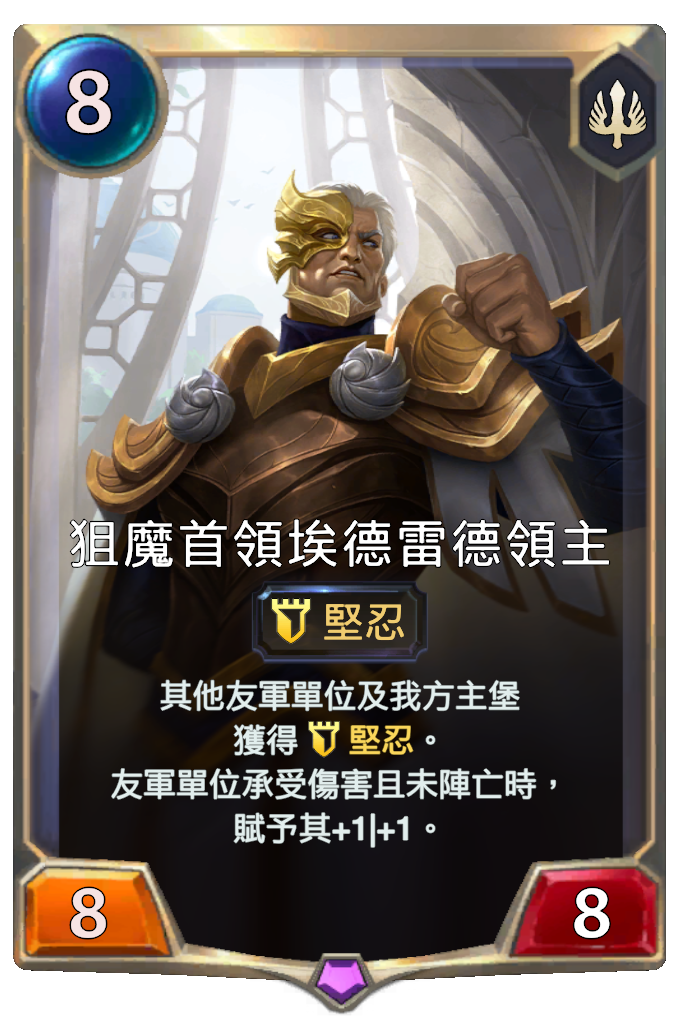 8
狙魔首領埃德雷德領主
堅忍
其他友軍單位及我方主堡
獲得 堅忍。
友軍單位承受傷害且未陣亡時，
賦予其+1|+1。
8
8